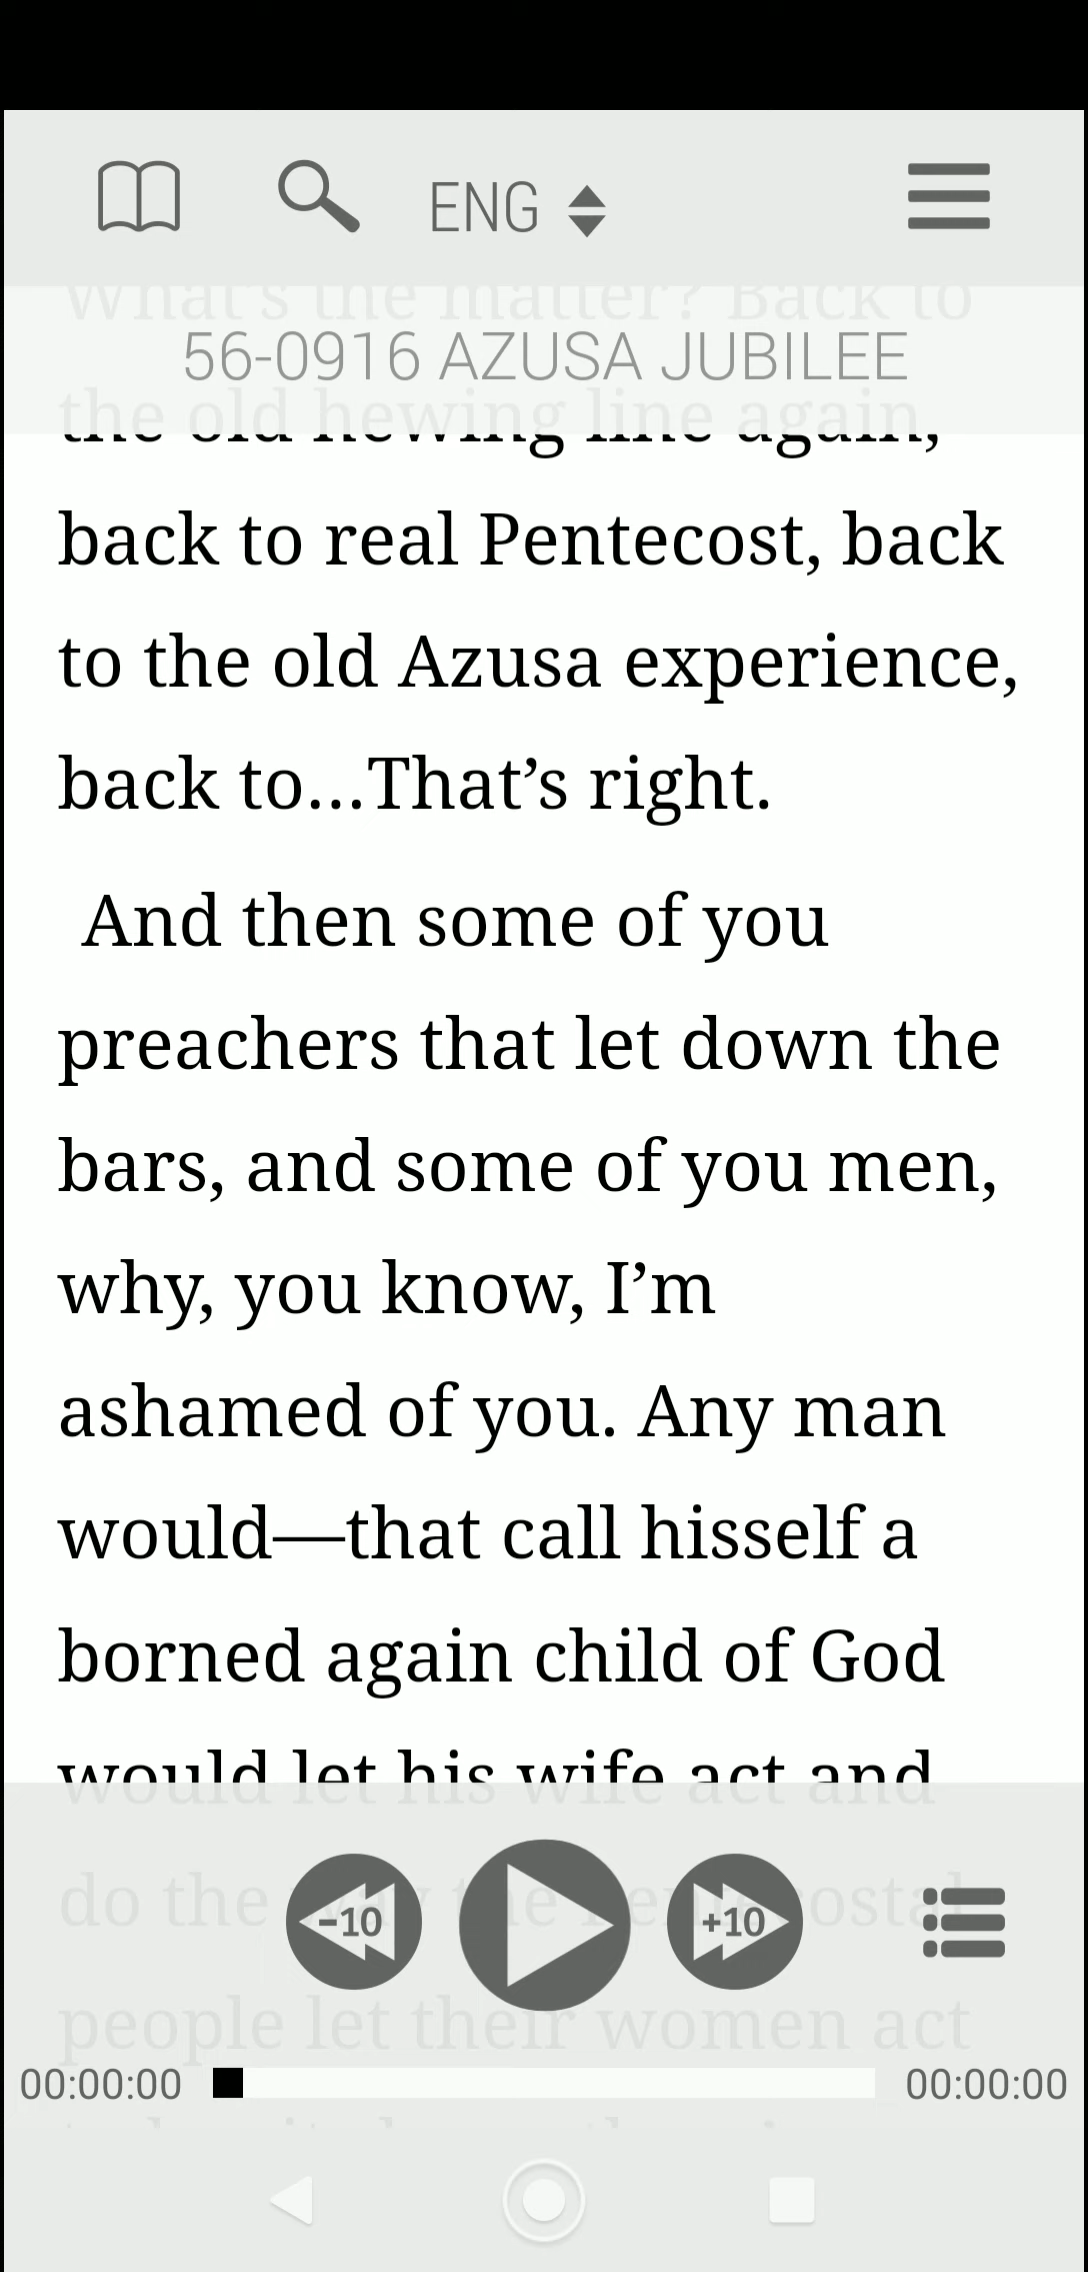 ENG
What's the matter? Back to
56-0916 AZUSA JUBILEE
the old hewing line again,
back to real Pentecost, back
to the old Azusa experience,
back to...That’s right.
And then some of you
preachers that let down the
bars, and some of you men,
why, you know, I’m
ashamed of you. Any man
would—that call hisself a
borned again child of God
would let his wife act and
do the way the Pentecostal
-10 +10
people let their women act
00:00:00 00:00:00